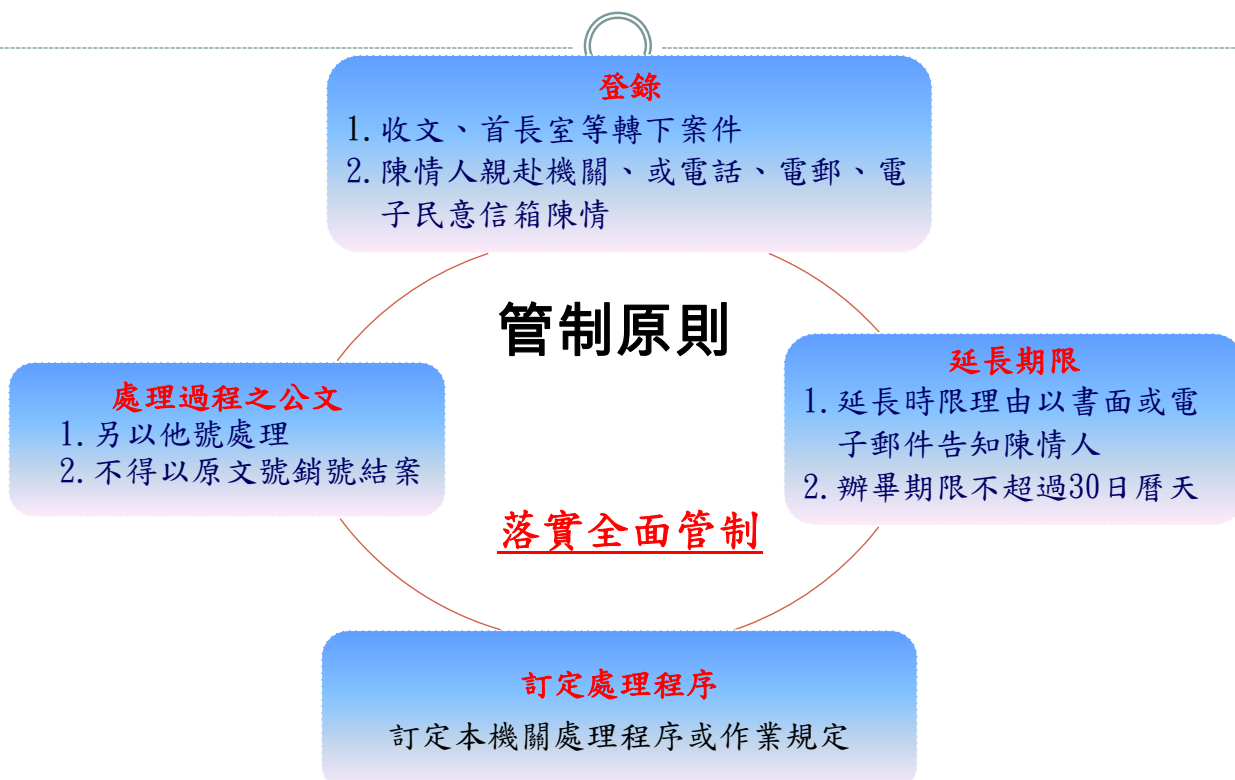 登錄
1. 收文、首長室等轉下案件
2. 陳情人親赴機關、或電話、電郵、電
子民意信箱陳情
管制原則
處理過程之公文
1. 另以他號處理
2. 不得以原文號銷號結案
延長期限
1. 延長時限理由以書面或電
子郵件告知陳情人
2. 辦畢期限不超過30日曆天
落實全面管制
訂定處理程序
訂定本機關處理程序或作業規定